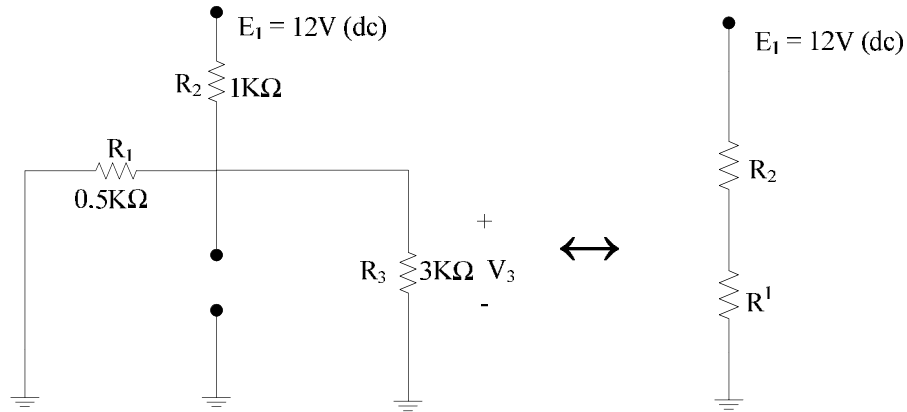 E₁ = 12V (dc)
R₂ 1KΩ
R₁
0.5KΩ
R₃ 3KΩ
+
V₃
-
E₁ = 12V (dc)
R₂
R¹